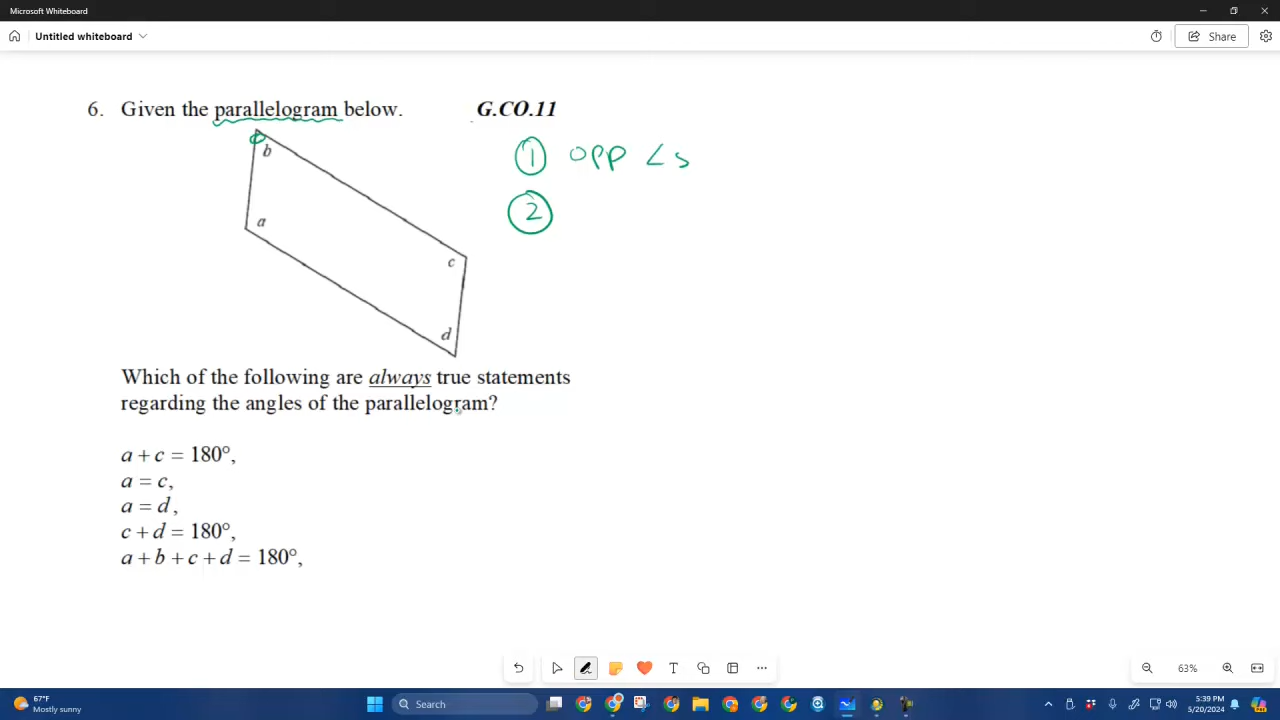 Microsoft Whiteboard
Untitled whiteboard
Share
6. Given the parallelogram below. G.CO.11
b
a
c
d
① opp ∠s
②
Which of the following are always true statements
regarding the angles of the parallelogram?
a + c = 180°,
a = c,
a = d,
c + d = 180°,
a + b + c + d = 180°,
63%
67°F
Mostly sunny
Search
5:39 PM
5/20/2024